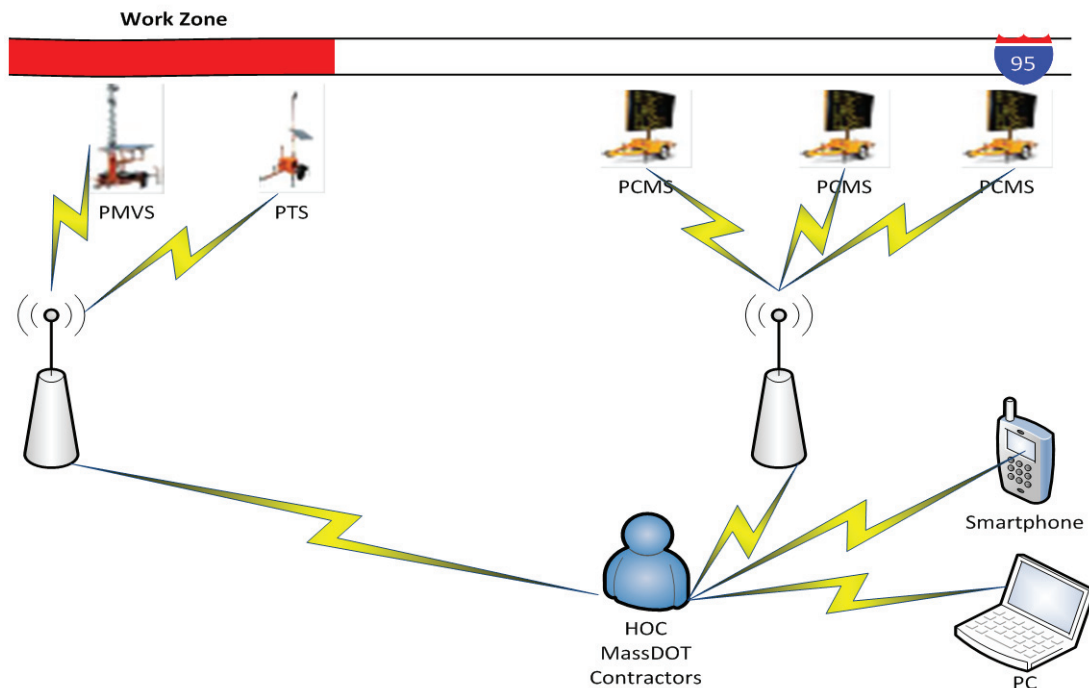 Work Zone
95
PMVS
PTS
PCMS
PCMS
PCMS
Smartphone
HOC
MassDOT
Contractors
PC